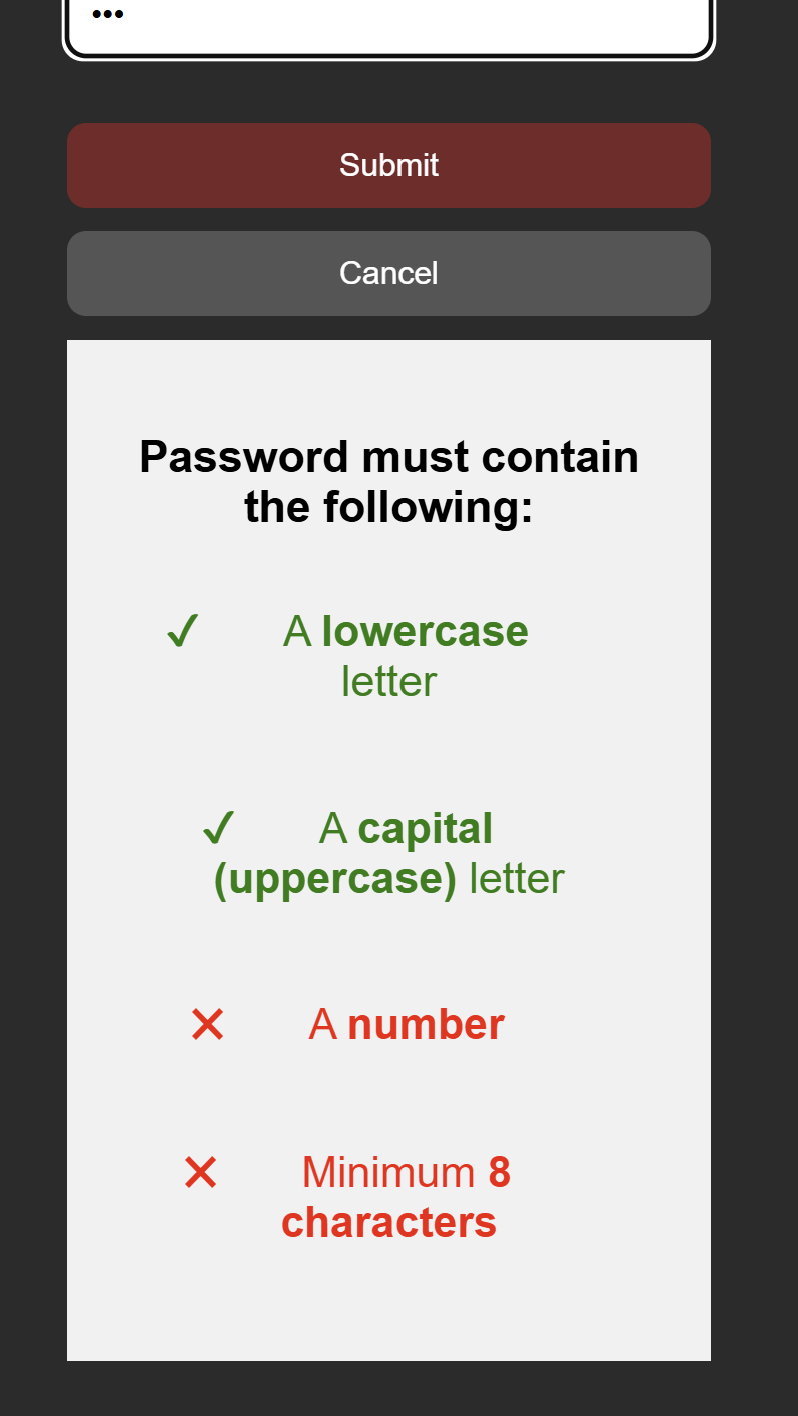 •••
Submit
Cancel
Password must contain
the following:
✓ A lowercase
letter
✓ A capital
(uppercase) letter
✕ A number
✕ Minimum 8
characters